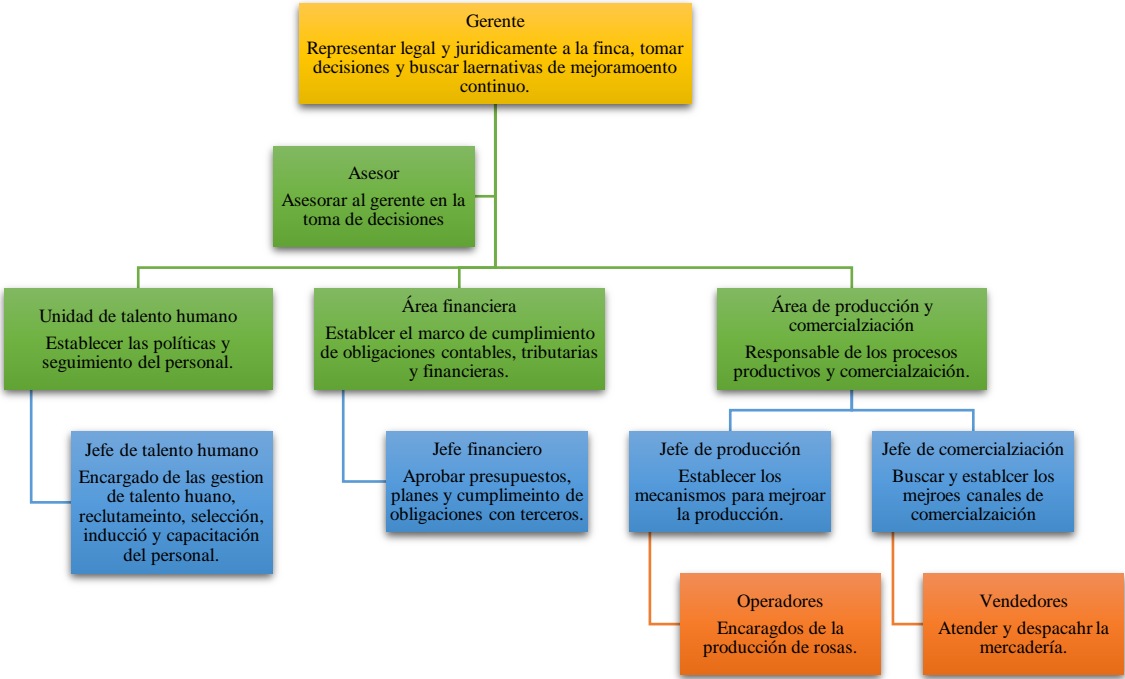 Gerente
Representar legal y juridicamente a la finca, tomar
decisiones y buscar laernativas de mejoramoento
continuo.
Asesor
Asesorar al gerente en la
toma de decisiones
Unidad de talento humano
Establecer las políticas y
seguimiento del personal.
Área financiera
Establcer el marco de cumplimiento
de obligaciones contables, tributarias
y financieras.
Área de producción y
comercialziación
Responsable de los procesos
productivos y comercialzaición.
Jefe de talento humano
Encargado de las gestion
de talento huano,
reclutameinto, selección,
inducció y capacitación
del personal.
Jefe financiero
Aprobar presupuestos,
planes y cumplimeinto de
obligaciones con terceros.
Jefe de producción
Establecer los
mecanismos para mejroar
la producción.
Jefe de comercialziación
Buscar y establcer los
mejroes canales de
comercialzaición
Operadores
Encaragdos de la
producción de rosas.
Vendedores
Atender y despacahr la
mercadería.